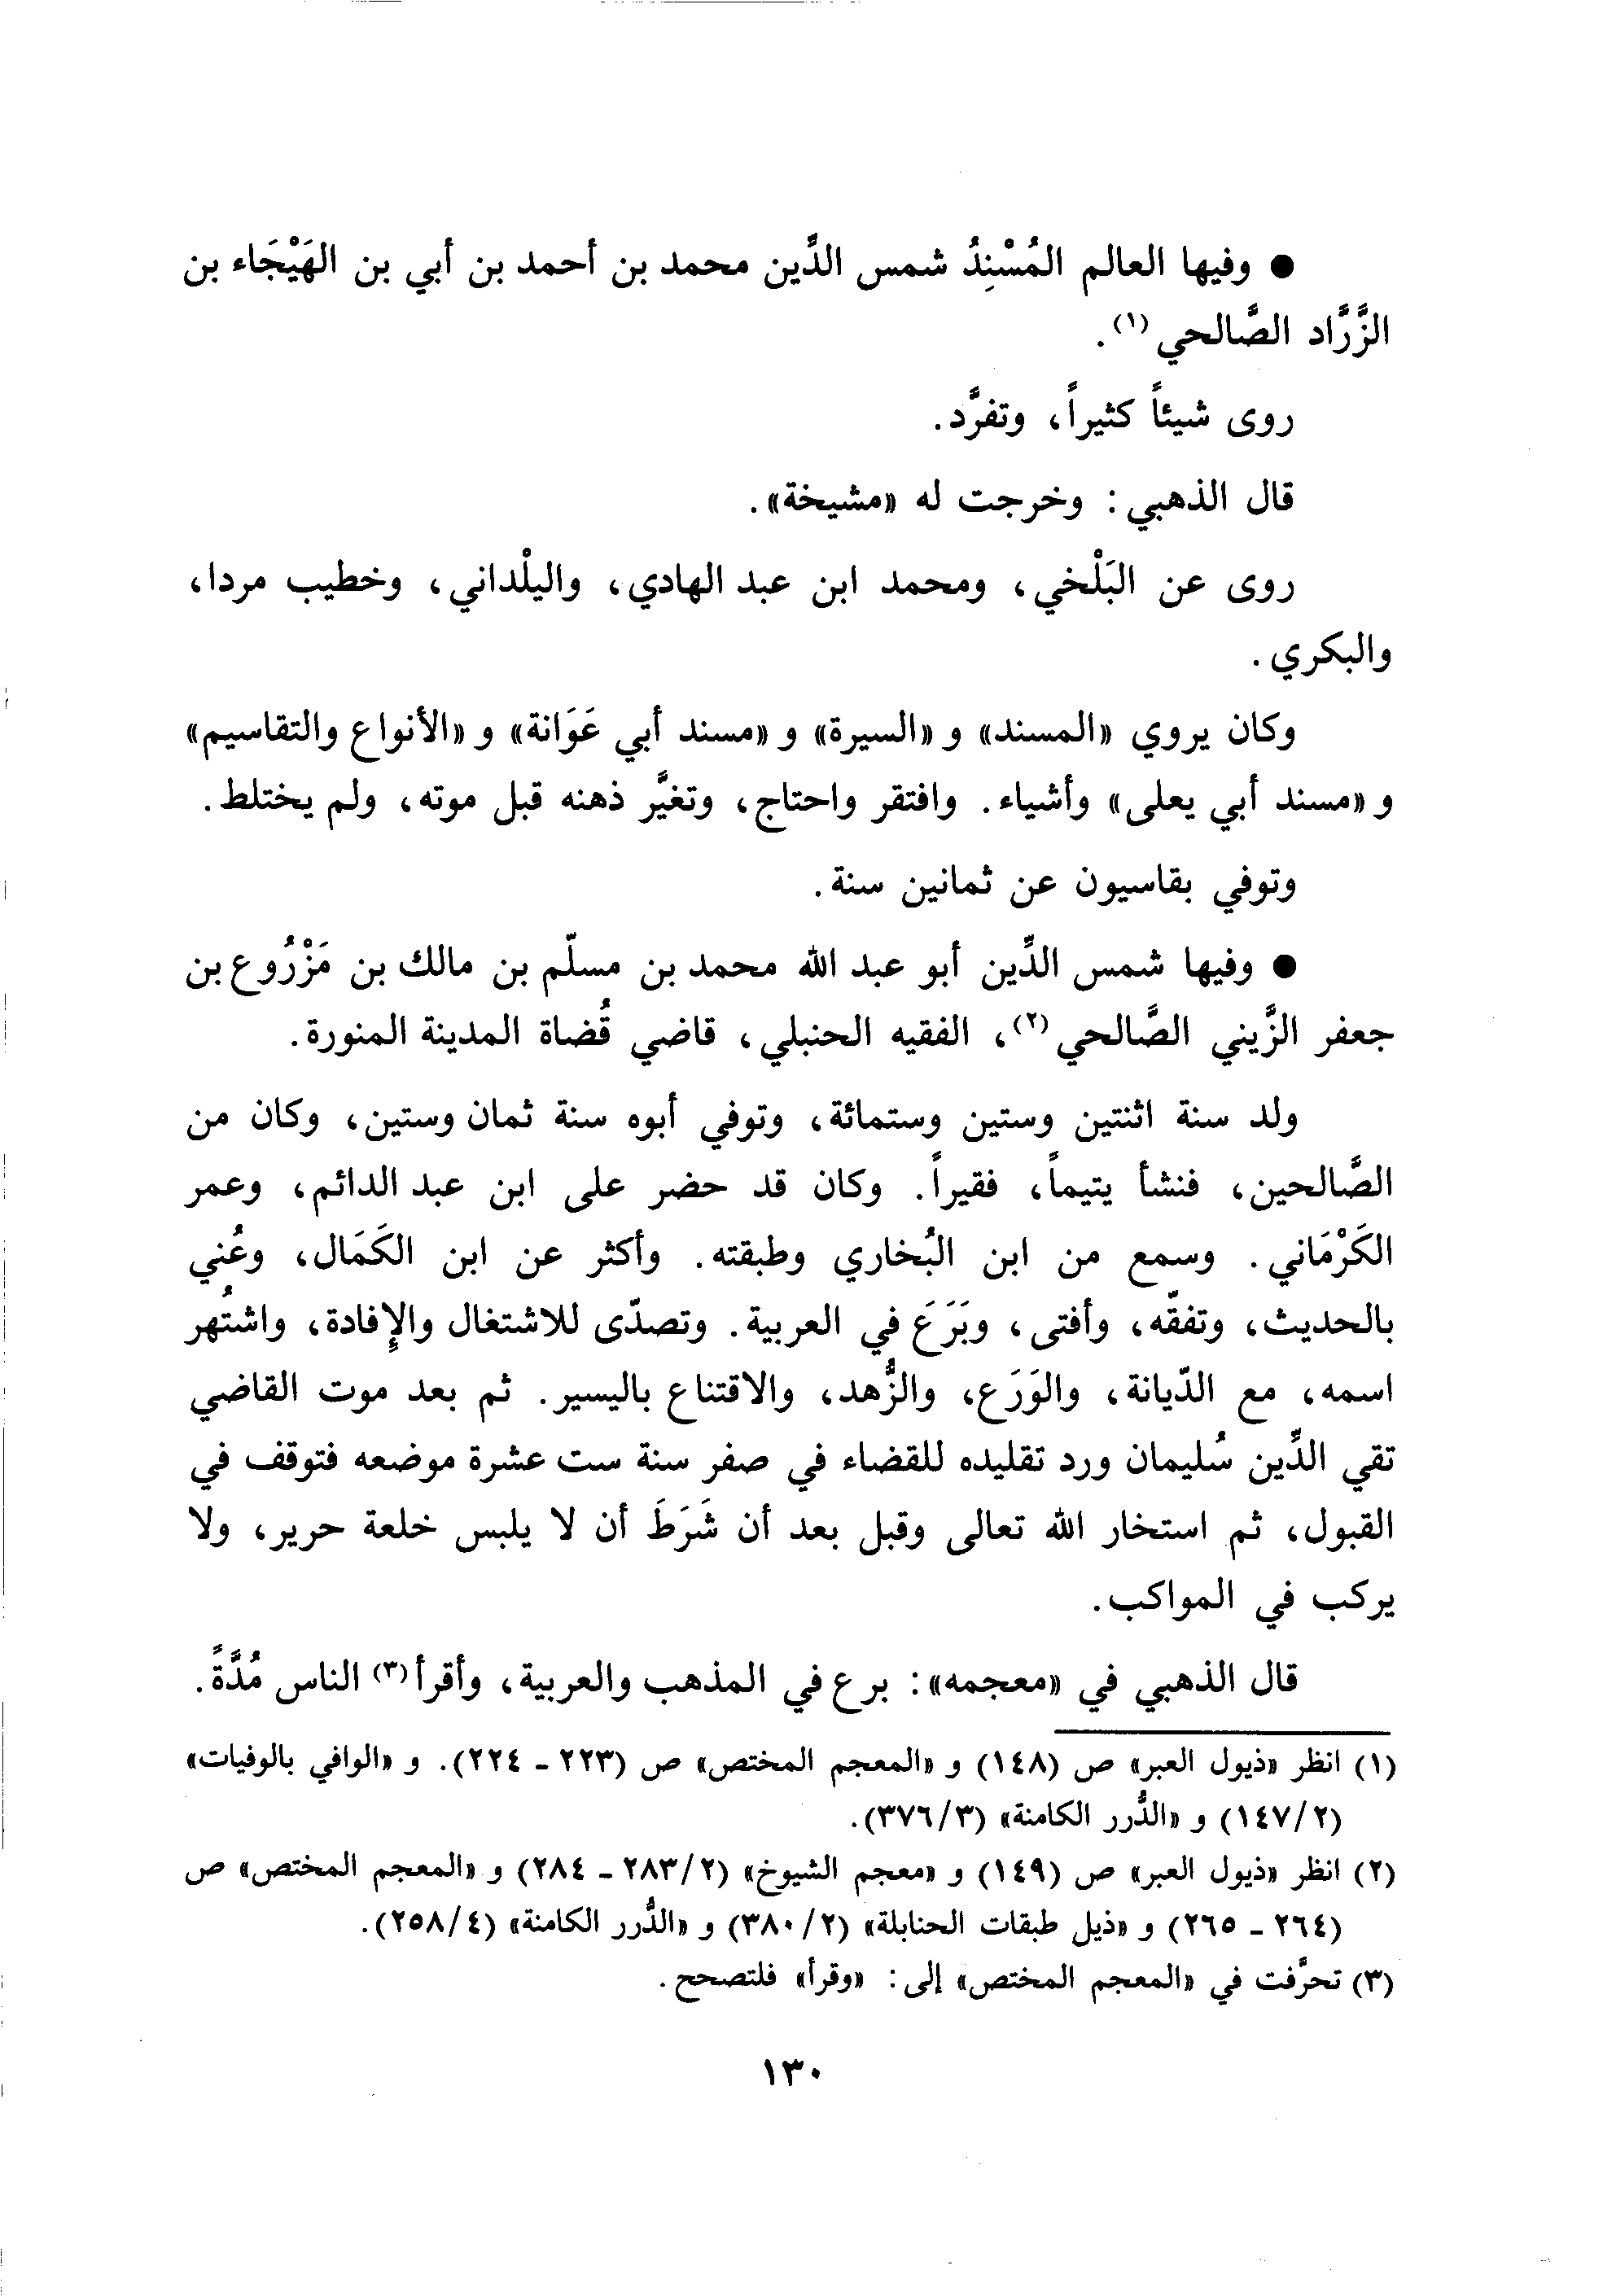 ● وفيها العالم المُسْنِدُ شمس الدِّين محمد بن أحمد بن أبي بن الهَيْجَاء بن
الزَّرَّاد الصَّالحي (١).
روى شيئاً كثيراً، وتفرَّد.
قال الذهبي: وخرجت له «مشيخة».
روى عن البَلْخي، ومحمد ابن عبد الهادي، واليلْداني، وخطيب مردا،
والبكري.
وكان يروي «المسند» و «السيرة» و «مسند أبي عَوَانة» و «الأنواع والتقاسيم»
و «مسند أبي يعلى» وأشياء. وافتقر واحتاج، وتغيَّر ذهنه قبل موته، ولم يختلط.
وتوفي بقاسيون عن ثمانين سنة.
● وفيها شمس الدِّين أبو عبد الله محمد بن مسلّم بن مالك بن مَزْرُوع بن
جعفر الزَّيني الصَّالحي (٢)، الفقيه الحنبلي، قاضي قُضاة المدينة المنورة.
ولد سنة اثنتين وستين وستمائة، وتوفي أبوه سنة ثمان وستين، وكان من
الصَّالحين، فنشأ يتيماً، فقيراً. وكان قد حضر على ابن عبد الدائم، وعمر
الكَرْمَاني. وسمع من ابن البُخاري وطبقته. وأكثر عن ابن الكَمَال، وعُني
بالحديث، وتفقّه، وأفتى، وبَرَعَ في العربية. وتصدّى للاشتغال والإِفادة، واشتُهر
اسمه، مع الدّيانة، والوَرَع، والزُّهد، والاقتناع باليسير. ثم بعد موت القاضي
تقي الدِّين سُليمان ورد تقليده للقضاء في صفر سنة ست عشرة موضعه فتوقف في
القبول، ثم استخار الله تعالى وقبل بعد أن شَرَطَ أن لا يلبس خلعة حرير، ولا
يركب في المواكب.
قال الذهبي في «معجمه»: برع في المذهب والعربية، وأقرأ (٣) الناس مُدَّةً.
(١) انظر «ذيول العبر» ص (١٤٨) و «المعجم المختص» ص (٢٢٣ - ٢٢٤). و «الوافي بالوفيات»
(١٤٧/٢) و «الدُّرر الكامنة» (٣٧٦/٣).
(٢) انظر «ذيول العبر» ص (١٤٩) و «معجم الشيوخ» (٢٨٣/٢ - ٢٨٤) و «المعجم المختص» ص
(٢٦٤ - ٢٦٥) و «ذيل طبقات الحنابلة» (٣٨٠/٢) و «الدُّرر الكامنة» (٢٥٨/٤).
(٣) تحرَّفت في «المعجم المختص» إلى: «وقرأ» فلتصحح.
١٣٠